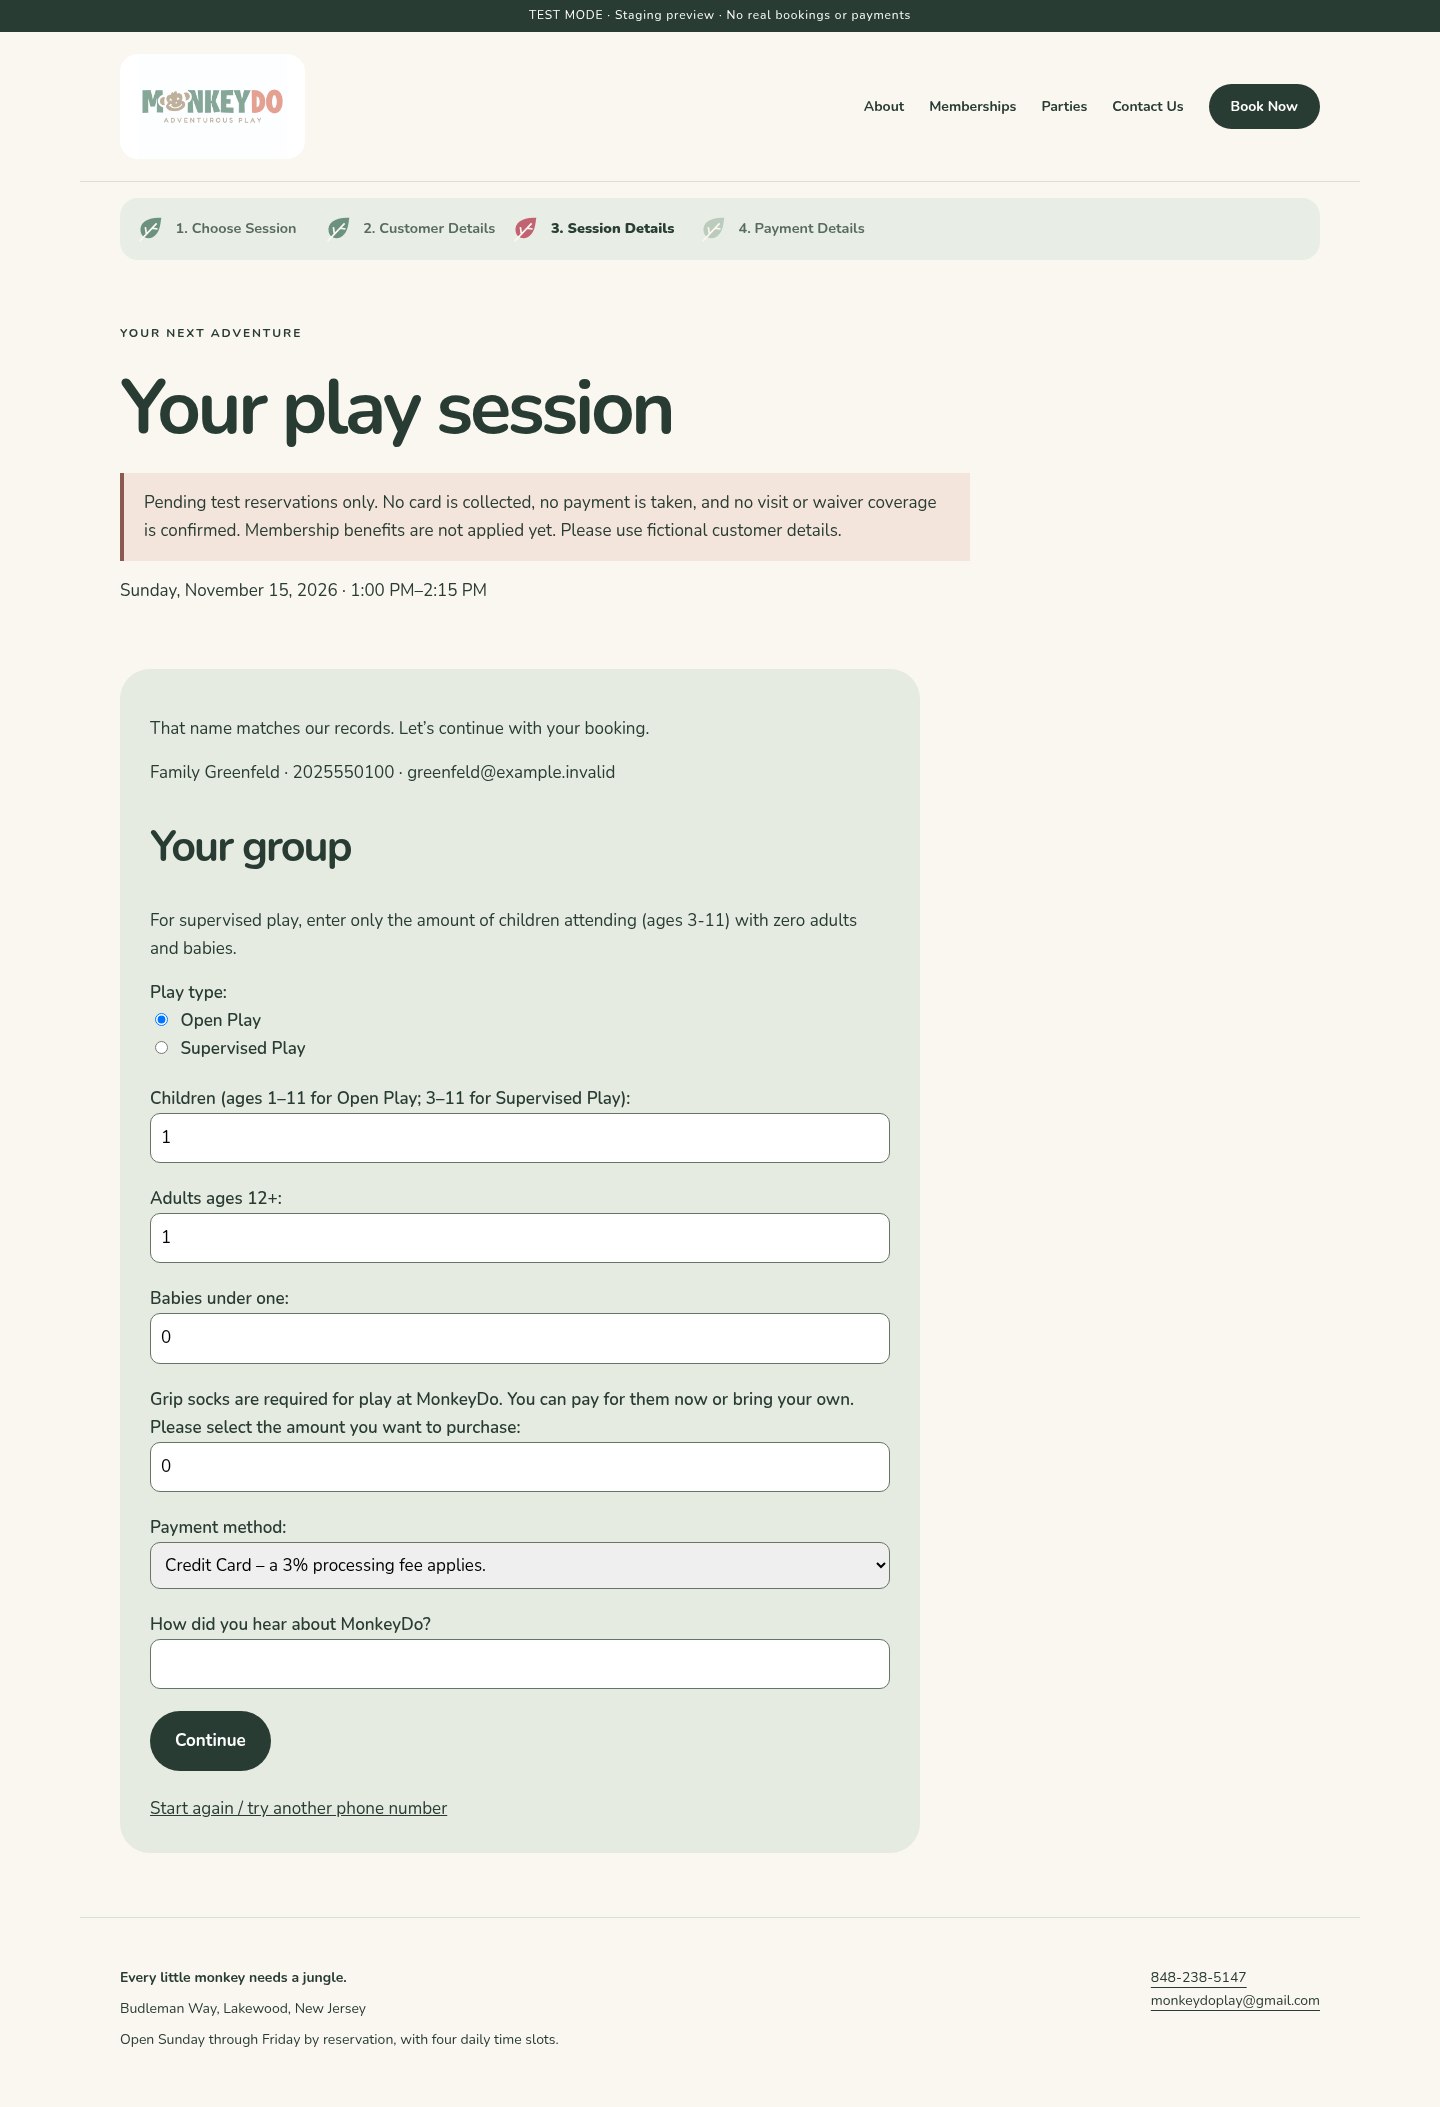 TEST MODE · Staging preview · No real bookings or payments
MONKEYDO
ADVENTUROUS PLAY
About
Memberships
Parties
Contact Us
Book Now
1. Choose Session
2. Customer Details
3. Session Details
4. Payment Details
YOUR NEXT ADVENTURE
Your play session
Pending test reservations only. No card is collected, no payment is taken, and no visit or waiver coverage
is confirmed. Membership benefits are not applied yet. Please use fictional customer details.
Sunday, November 15, 2026 · 1:00 PM–2:15 PM
That name matches our records. Let’s continue with your booking.
Family Greenfeld · 2025550100 · greenfeld@example.invalid
Your group
For supervised play, enter only the amount of children attending (ages 3-11) with zero adults
and babies.
Play type:
Open Play
Supervised Play
Children (ages 1–11 for Open Play; 3–11 for Supervised Play):
1
Adults ages 12+:
1
Babies under one:
0
Grip socks are required for play at MonkeyDo. You can pay for them now or bring your own.
Please select the amount you want to purchase:
0
Payment method:
Credit Card – a 3% processing fee applies.
How did you hear about MonkeyDo?
Continue
Start again / try another phone number
Every little monkey needs a jungle.
Budleman Way, Lakewood, New Jersey
Open Sunday through Friday by reservation, with four daily time slots.
848-238-5147
monkeydoplay@gmail.com